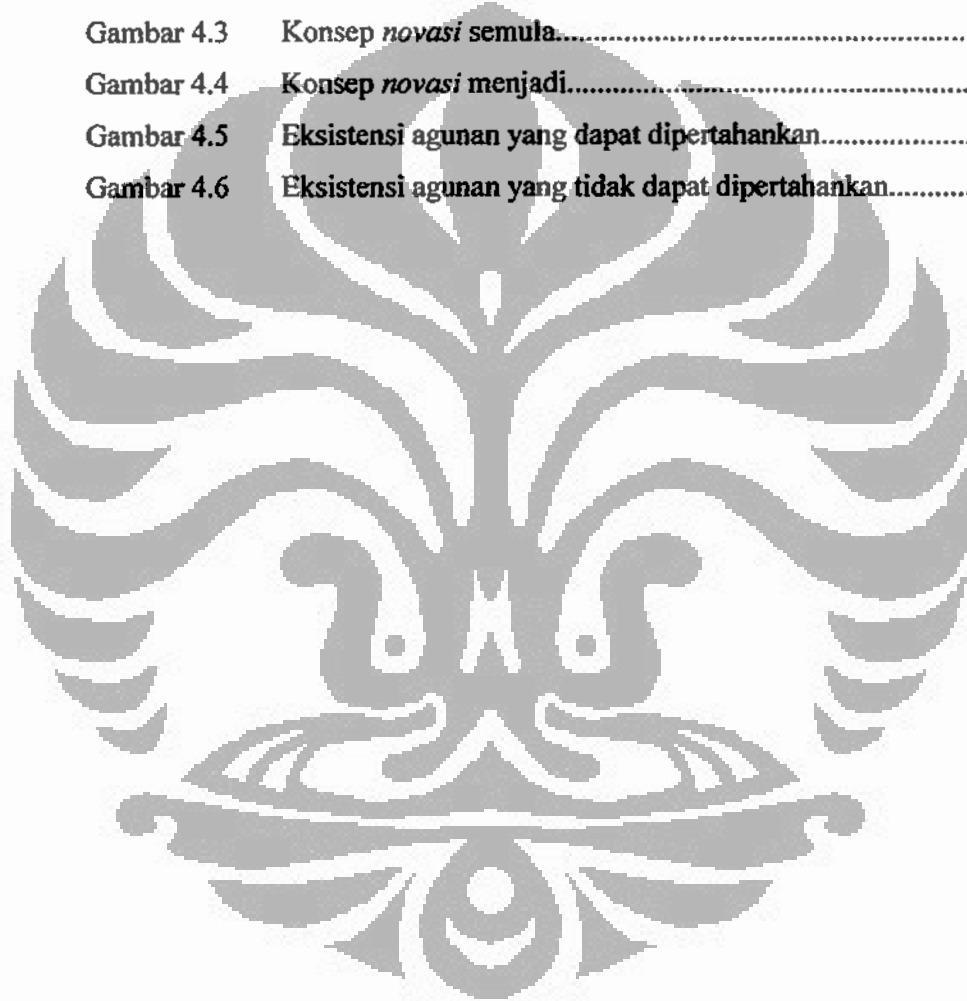 Gambar 4.3 Konsep novasi semula..................................................
Gambar 4.4 Konsep novasi menjadi..................................................
Gambar 4.5 Eksistensi agunan yang dapat dipertahankan......................
Gambar 4.6 Eksistensi agunan yang tidak dapat dipertahankan.............